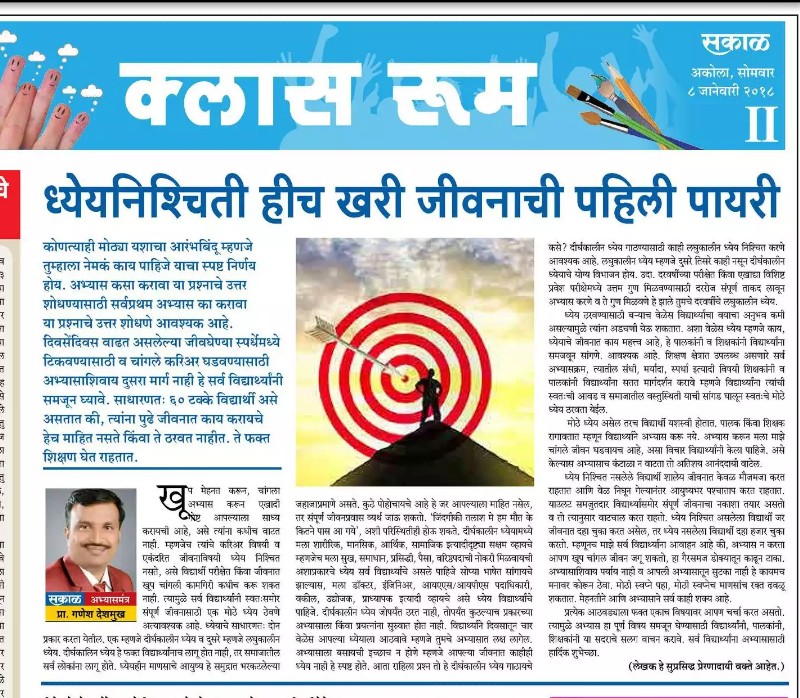 क्लास रूम
सकाळ
अकोला, सोमवार
८ जानेवारी २०१८
II
ध्येयनिश्चिती हीच खरी जीवनाची पहिली पायरी
कोणत्याही मोठ्या यशाचा आरंभबिंदू म्हणजे
तुम्हाला नेमकं काय पाहिजे याचा स्पष्ट निर्णय
होय. अभ्यास कसा करावा या प्रश्नाचे उत्तर
शोधण्यासाठी सर्वप्रथम अभ्यास का करावा
या प्रश्नाचे उत्तर शोधणे आवश्यक आहे.
दिवसेंदिवस वाढत असलेल्या जीवघेण्या स्पर्धेमध्ये
टिकवण्यासाठी व चांगले करिअर घडवण्यासाठी
अभ्यासाशिवाय दुसरा मार्ग नाही हे सर्व विद्यार्थ्यांनी
समजून घ्यावे. साधारणतः ६० टक्के विद्यार्थी असे
असतात की, त्यांना पुढे जीवनात काय करायचे
हेच माहित नसते किंवा ते ठरवत नाहीत. ते फक्त
शिक्षण घेत राहतात.
सकाळ अभ्यासमंत्र
प्रा. गणेश देशमुख
खूप मेहनत करून, चांगला
अभ्यास करून एखादी
गोष्ट आपल्याला साध्य
करायची आहे, असे त्यांना कधीच वाटत
नाही. म्हणजेच त्यांचे करिअर विषयी व
एकंदरित जीवनाविषयी ध्येय निश्चित
नसते, असे विद्यार्थी परीक्षेत किंवा जीवनात
खुप चांगली कामगिरी कधीच करू शकत
नाही. त्यामुळे सर्व विद्यार्थ्यांनी स्वतःसमोर
संपूर्ण जीवनासाठी एक मोठे ध्येय ठेवणे
अत्यावश्यक आहे. ध्येयाचे साधारणतः दोन
प्रकार करता येतील. एक म्हणजे दीर्घकालीन ध्येय व दुसरे म्हणजे लघुकालीन
ध्येय. दीर्घकालिन ध्येय हे फक्त विद्यार्थ्यांनाच लागू होत नाही, तर समाजातील
सर्व लोकांना लागू होते. ध्येयहीन माणसाचे आयुष्य हे समुद्रात भरकटलेल्या
जहाजाप्रमाणे असते. कुठे पोहोचायचे आहे हे जर आपल्याला माहित नसेल,
तर संपूर्ण जीवनप्रवास व्यर्थ जाऊ शकतो. 'जिंदगीकी तलाश मे हम मौत के
कितने पास आ गये', अशी परिस्थितीही होऊ शकते. दीर्घकालीन ध्येयामध्ये
मला शारीरिक, मानसिक, आर्थिक, सामाजिक इत्यादीदृष्ट्या सक्षम व्हायचे
म्हणजेच मला सुख, समाधान, प्रसिद्धी, पैसा, वरिष्ठपदाची नोकरी मिळवायची
अशाप्रकारचे ध्येय सर्व विद्यार्थ्यांचे असले पाहिजे सोप्या भाषेत सांगायचे
झाल्यास, मला डॉक्टर, इंजिनिअर, आयएएस/आयपीएस पदाधिकारी,
वकील, उद्योजक, प्राध्यापक इत्यादी व्हायचे असे ध्येय विद्यार्थ्यांचे
पाहिजे. दीर्घकालीन ध्येय जोपर्यंत ठरत नाही, तोपर्यंत कुठल्याच प्रकारच्या
अभ्यासाला किंवा प्रयत्नांना सुरुवात होत नाही. विद्यार्थ्याने दिवसातून चार
वेळेस आपल्या ध्येयाला आठवावे म्हणजे तुमचे अभ्यासात लक्ष लागेल.
अभ्यासाला बसायची इच्छाच न होणे म्हणजे आपल्या जीवनात काहीही
ध्येय नाही हे स्पष्ट होते. आता राहिला प्रश्न तो हे दीर्घकालीन ध्येय गाठायचे
कसे? दीर्घकालीन ध्येय गाठण्यासाठी काही लघुकालीन ध्येय निश्चित करणे
आवश्यक आहे. लघुकालीन ध्येय म्हणजे दुसरे तिसरे काही नसून दीर्घकालीन
ध्येयाचे योग्य विभाजन होय. उदा. दरवर्षीच्या परीक्षेत किंवा एखाद्या विशिष्ट
प्रवेश परीक्षेमध्ये उत्तम गुण मिळवण्यासाठी दररोज संपूर्ण ताकद लावून
अभ्यास करणे व ते गुण मिळवणे हे झाले तुमचे दरवर्षीचे लघुकालीन ध्येय.
ध्येय ठरवण्यासाठी बऱ्याच वेळेस विद्यार्थ्यांचा वयाचा अनुभव कमी
असल्यामुळे त्यांना अडचणी येऊ शकतात. अशा वेळेस ध्येय म्हणजे काय,
ध्येयाचे जीवनात काय महत्त्व आहे, हे पालकांनी व शिक्षकांनी विद्यार्थ्यांना
समजवून सांगणे. आवश्यक आहे. शिक्षण क्षेत्रात उपलब्ध असणारे सर्व
अभ्यासक्रम, त्यातील संधी, मर्यादा, स्पर्धा इत्यादी विषयी शिक्षकांनी व
पालकांनी विद्यार्थ्यांना सतत मार्गदर्शन करावे म्हणजे विद्यार्थ्यांना त्यांची
स्वतःची आवड व समाजातील वस्तुस्थिती याची सांगड घालून स्वतःचे मोठे
ध्येय ठरवता येईल.
मोठे ध्येय असेल तरच विद्यार्थी यशस्वी होतात. पालक किंवा शिक्षक
रागावतात म्हणून विद्यार्थ्याने अभ्यास करू नये. अभ्यासं करून मला माझे
चांगले जीवन घडवायचं आहे, असा विचार विद्यार्थ्यांनी केला पाहिजे. असे
केल्यास अभ्यासाच कंटाळा न वाटता तो अतिशय आनंददायी वाटेल.
ध्येय निश्चित नसलेले विद्यार्थी शालेय जीवनात केवळ मौजमजा करत
राहतात आणि वेळ निघून गेल्यानंतर आयुष्यभर पश्चाताप करत राहतात.
याउलट समजुतदार विद्यार्थ्यांसमोर संपूर्ण जीवनाचा नकाशा तयार असतो
व तो त्यानुसार वाटचाल करत राहतो. ध्येय निश्चित असलेला विद्यार्थी जर
जीवनात दहा चुका करत असेल, तर ध्येय नसलेला विद्यार्थी दहा हजार चुका
करतो. म्हणूनच माझे सर्व विद्यार्थ्यांना आवाहन आहे की, अभ्यास न करता
आपण खुप चांगल जीवन जगू शकतो, हा गैरसमज डोक्यातून काढून टाका.
अभ्यासाशिवाय पर्याय नाही व आपली अभ्यासातून सुटका नाही हे कायमच
मनावर कोरून ठेवा. मोठी स्वप्ने पहा, मोठी स्वप्नेच माणसांच रक्त तळवू
शकतात. मेहनतीने आणि अभ्यासाने सर्व काही शक्य आहे.
प्रत्येक आठवड्याला फक्त एकाच विषयावर आपण चर्चा करत असतो.
त्यामुळे अभ्यास हा पूर्ण विषय समजून घेण्यासाठी विद्यार्थ्यांनी, पालकांनी,
शिक्षकांनी या सदराचे सलग वाचन करावे. सर्व विद्यार्थ्यांना अभ्यासासाठी
हार्दिक शुभेच्छा.
(लेखक हे सुप्रसिद्ध प्रेरणादायी वक्ते आहेत.)